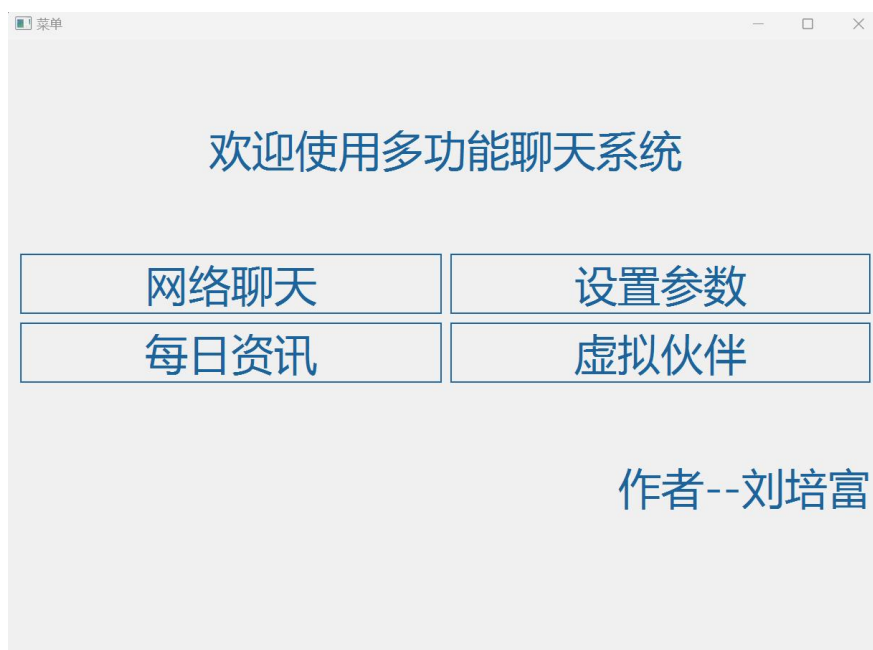 菜单
欢迎使用多功能聊天系统
网络聊天 设置参数
每日资讯 虚拟伙伴
作者--刘培富